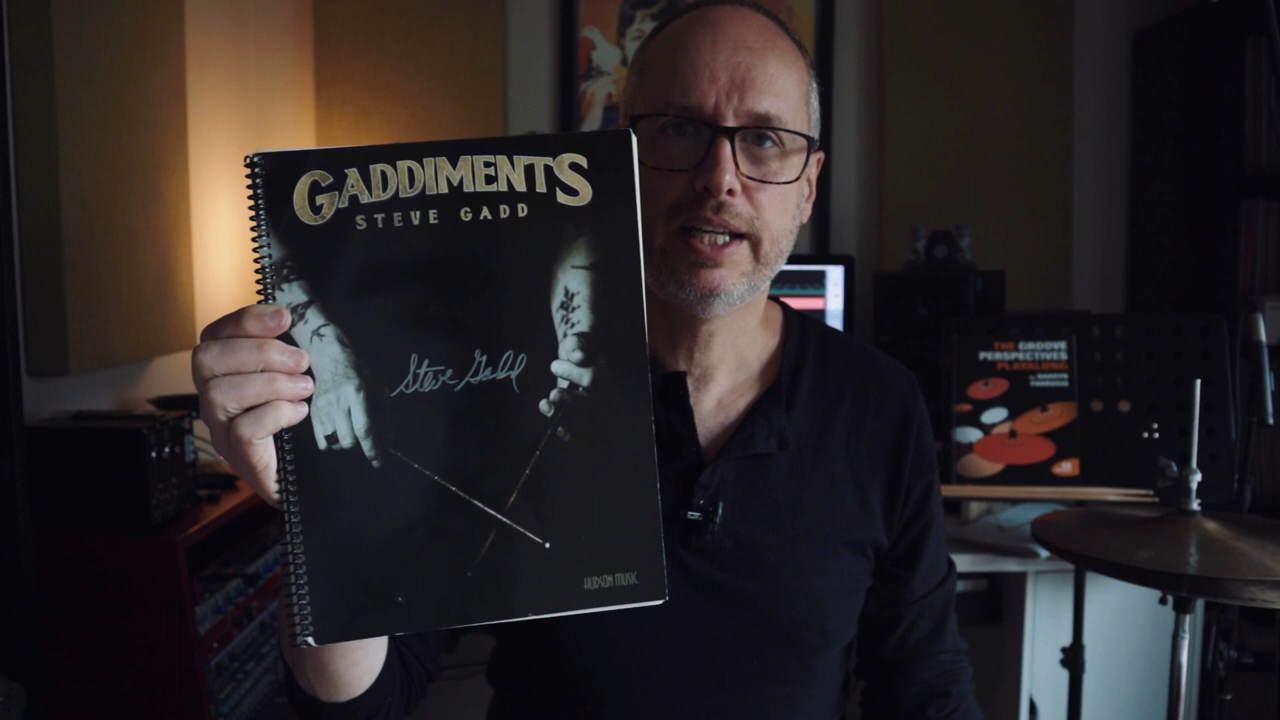 GADDIMENTS
STEVE GADD
Steve Gadd
HUDSON MUSIC
THE GROOVE
PERSPECTIVES
PLAYALONG